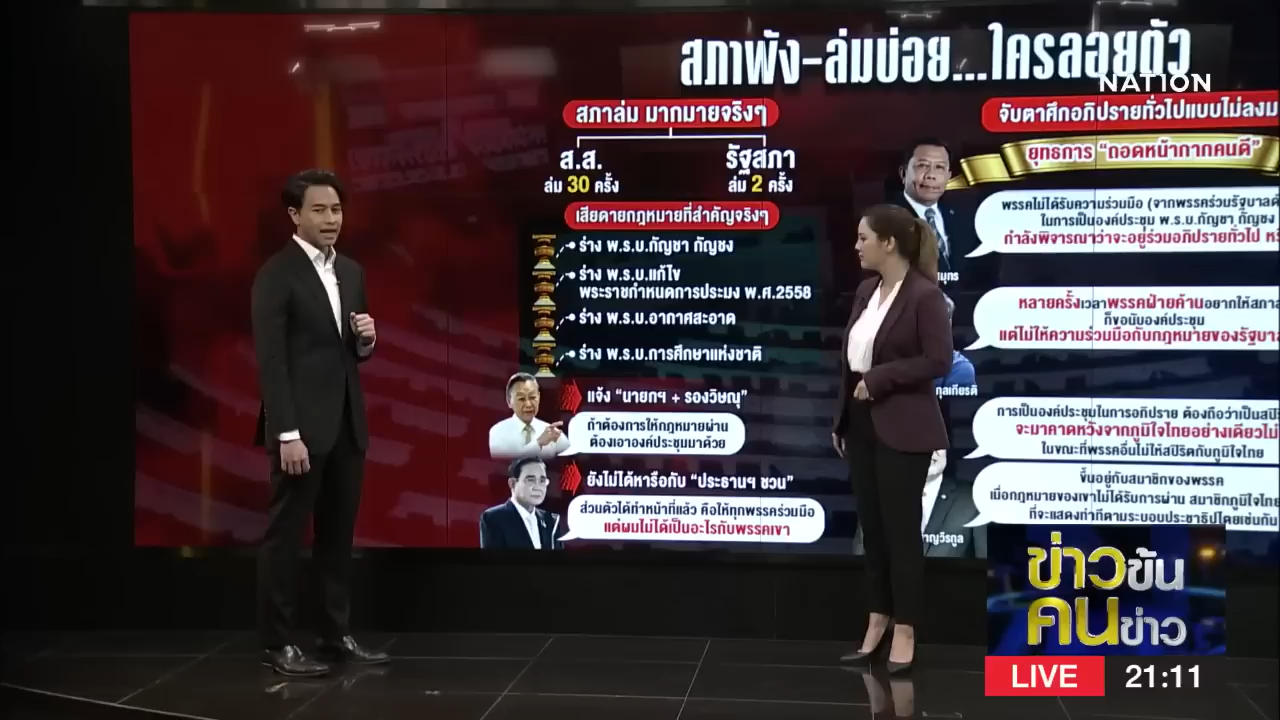 สภาพัง-ล่มบ่อย...ใครลอยตัว
NATION
สภาล่ม มากมายจริงๆ
ส.ส.
ล่ม 30 ครั้ง
รัฐสภา
ล่ม 2 ครั้ง
เสียดายกฎหมายที่สำคัญจริงๆ
ร่าง พ.ร.บ.กัญชา กัญชง
ร่าง พ.ร.บ.แก้ไข
พระราชกำหนดการประมง พ.ศ.2558
ร่าง พ.ร.บ.อากาศสะอาด
ร่าง พ.ร.บ.การศึกษาแห่งชาติ
แจ้ง "นายกฯ + รองวิษณุ"
ถ้าต้องการให้กฎหมายผ่าน
ต้องเอาองค์ประชุมมาด้วย
ยังไม่ได้หารือกับ "ประธานฯ ชวน"
ส่วนตัวได้ทำหน้าที่แล้ว คือให้ทุกพรรคร่วมมือ
แต่ผมไม่ได้เป็นอะไรกับพรรคเขา
จับตาศึกอภิปรายทั่วไปแบบไม่ลงม
ยุทธการ "ถอดหน้ากากคนดี"
พรรคไม่ได้รับความร่วมมือ (จากพรรคร่วมรัฐบาลด
ในการเป็นองค์ประชุม พ.ร.บ.กัญชา กัญชง
กำลังพิจารณาว่าจะอยู่ร่วมอภิปรายทั่วไป หรื
สมุทร
หลายครั้งเวลาพรรคฝ่ายค้านอยากให้สภาล
ก็ขอนับองค์ประชุม
แต่ไม่ให้ความร่วมมือกับกฎหมายของรัฐบาล
กุลเกียรติ
การเป็นองค์ประชุมในการอภิปราย ต้องถือว่าเป็นสปิ
จะมาคาดหวังจากภูมิใจไทยอย่างเดียวไม่
ในขณะที่พรรคอื่นไม่ให้สปิริตกับภูมิใจไทย
ขึ้นอยู่กับสมาชิกของพรรค
เมื่อกฎหมายของเขาไม่ได้รับการผ่าน สมาชิกภูมิใจไทย
ที่จะแสดงท่าทีตามระบอบประชาธิปไตยเช่นกัน
าญวีรกูล
ข่าวข้น
คนข่าว
LIVE 21:11